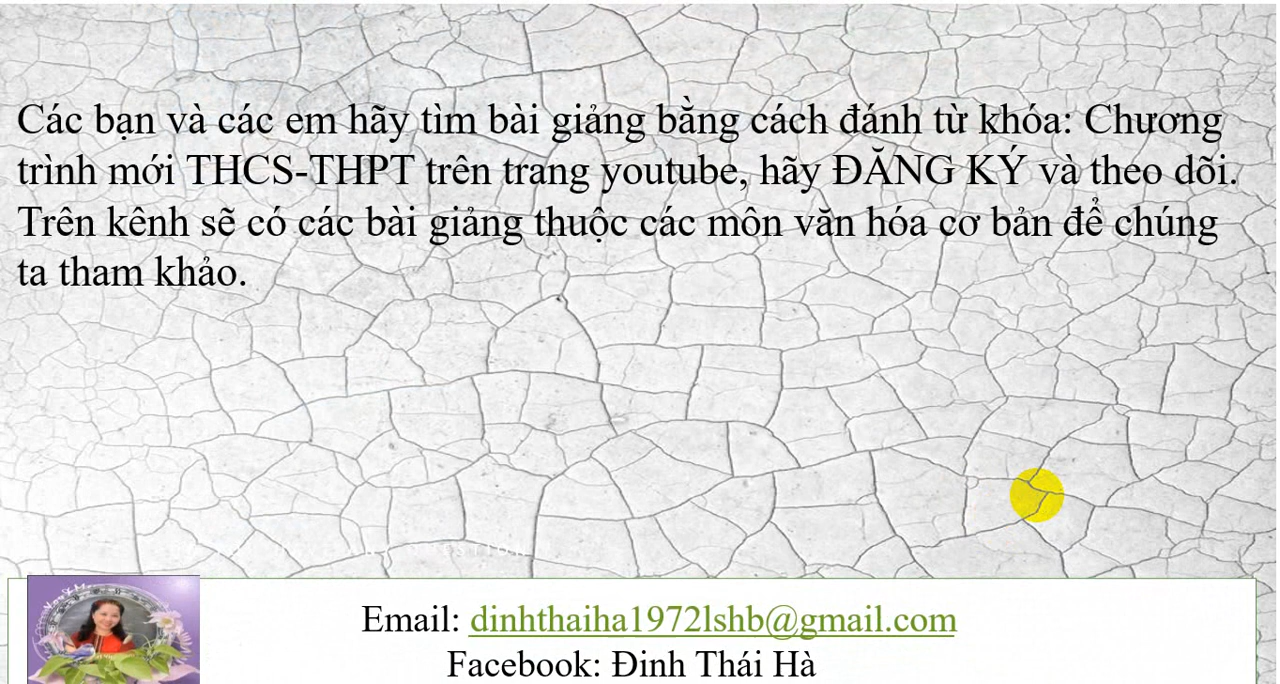 Các bạn và các em hãy tìm bài giảng bằng cách đánh từ khóa: Chương
trình mới THCS-THPT trên trang youtube, hãy ĐĂNG KÝ và theo dõi.
Trên kênh sẽ có các bài giảng thuộc các môn văn hóa cơ bản để chúng
ta tham khảo.
Email: dinhthaiha1972lshb@gmail.com
Facebook: Đinh Thái Hà